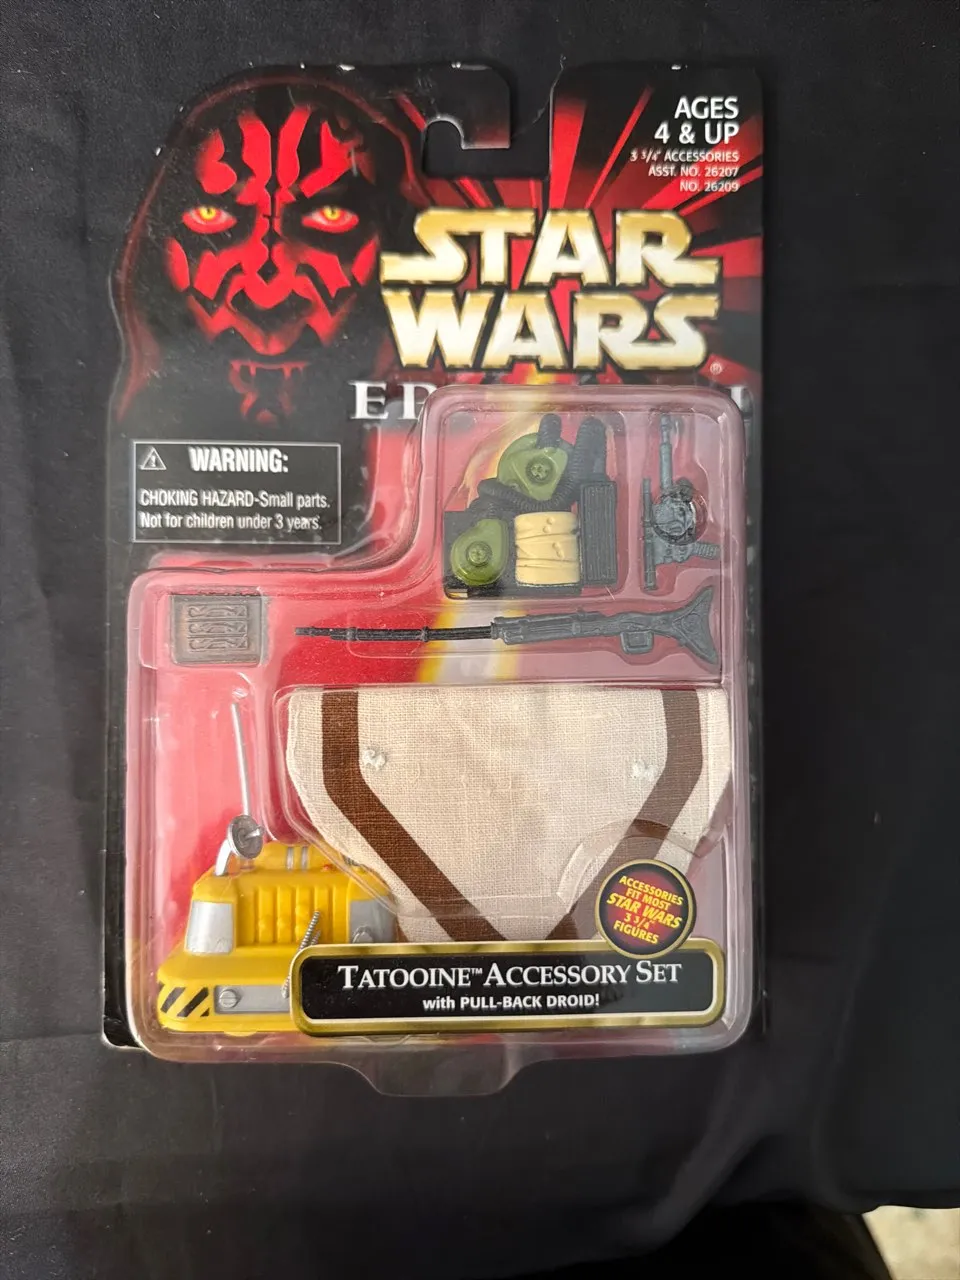 AGES
4 & UP
3 3/4" ACCESSORIES
ASST. NO. 26207
NO. 26209
STAR
WARS®
EP I
WARNING:
CHOKING HAZARD-Small parts.
Not for children under 3 years.
ACCESSORIES
FIT MOST
STAR WARS
3 3/4"
FIGURES
TATOOINE™ ACCESSORY SET
with PULL-BACK DROID!